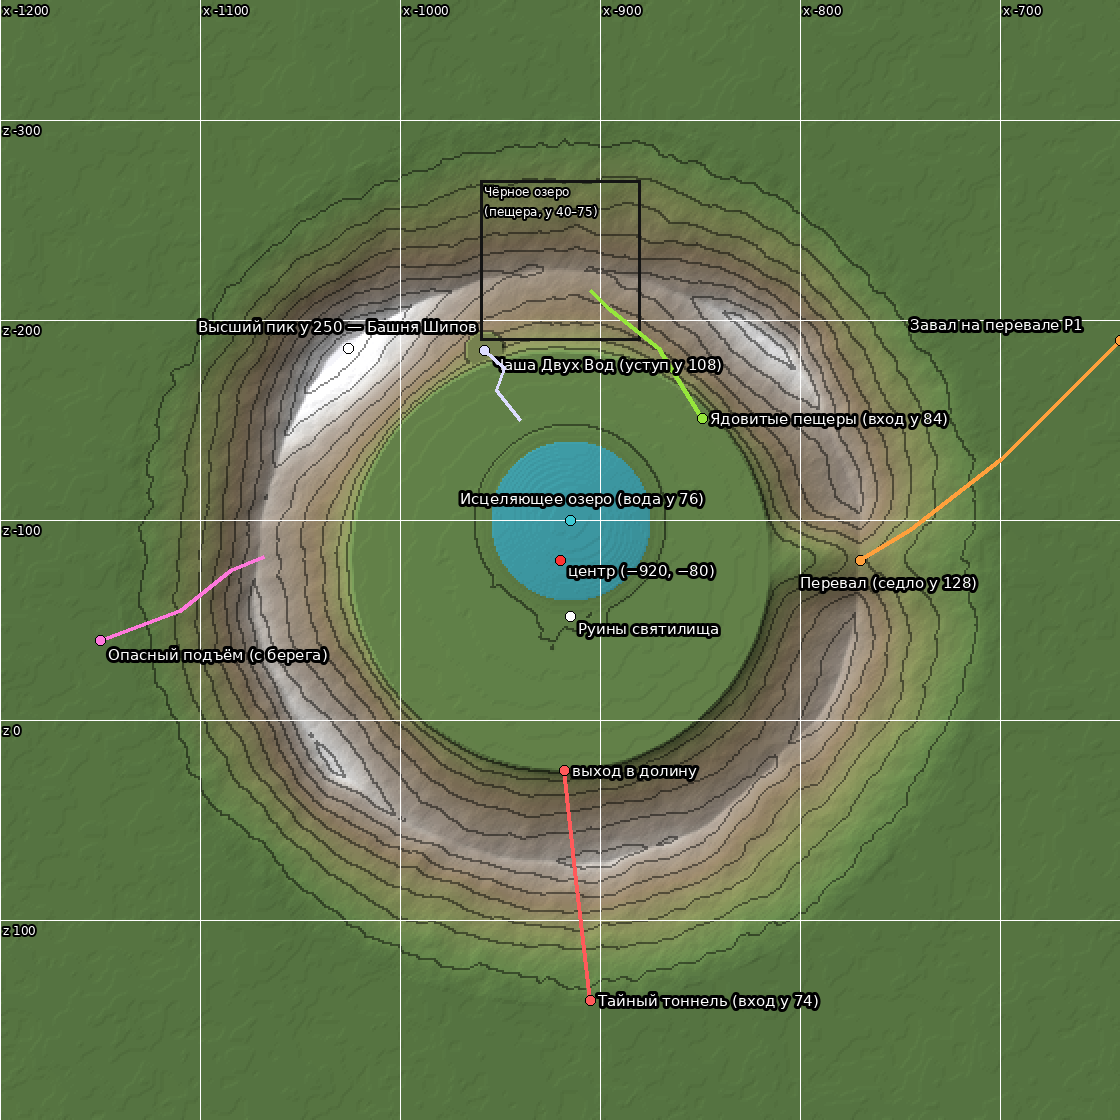 x -1200
x -1100
x -1000
x -900
x -800
x -700
z -300
Чёрное озеро
(пещера, y 40-75)
z -200
Высший пик y 250 — Башня Шипов
Завал на перевале P1
Двух Вод (уступ y 108)
Ядовитые пещеры (вход y 84)
Исцеляющее озеро (вода y 76)
z -100
центр (−920, −80)
Перевал (седло y 128)
Руины святилища
Опасный подъём (с берега)
z 0
выход в долину
z 100
Тайный тоннель (вход y 74)